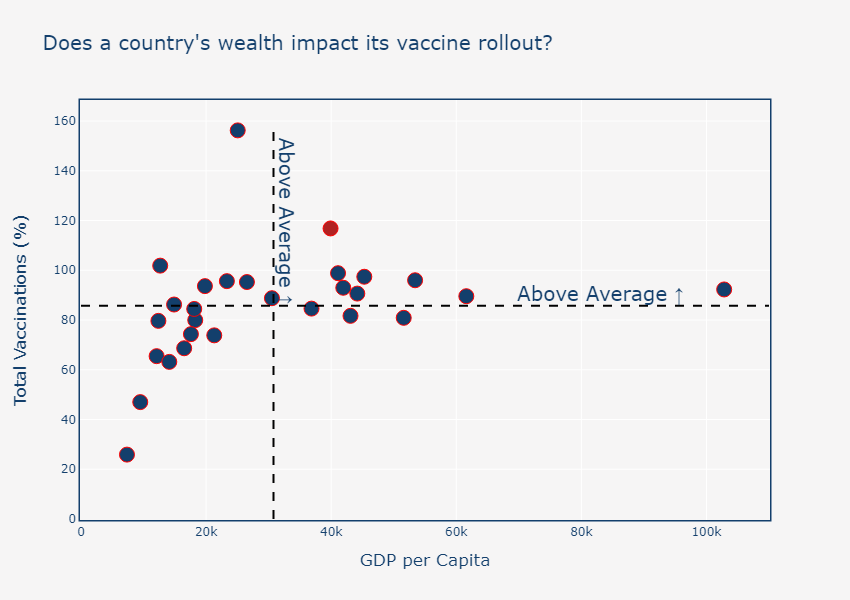 Does a country's wealth impact its vaccine rollout?
Total Vaccinations (%)
160
140
120
100
80
60
40
20
0
Above Average ↑
Above Average ↑
0
20k
40k
60k
80k
100k
GDP per Capita